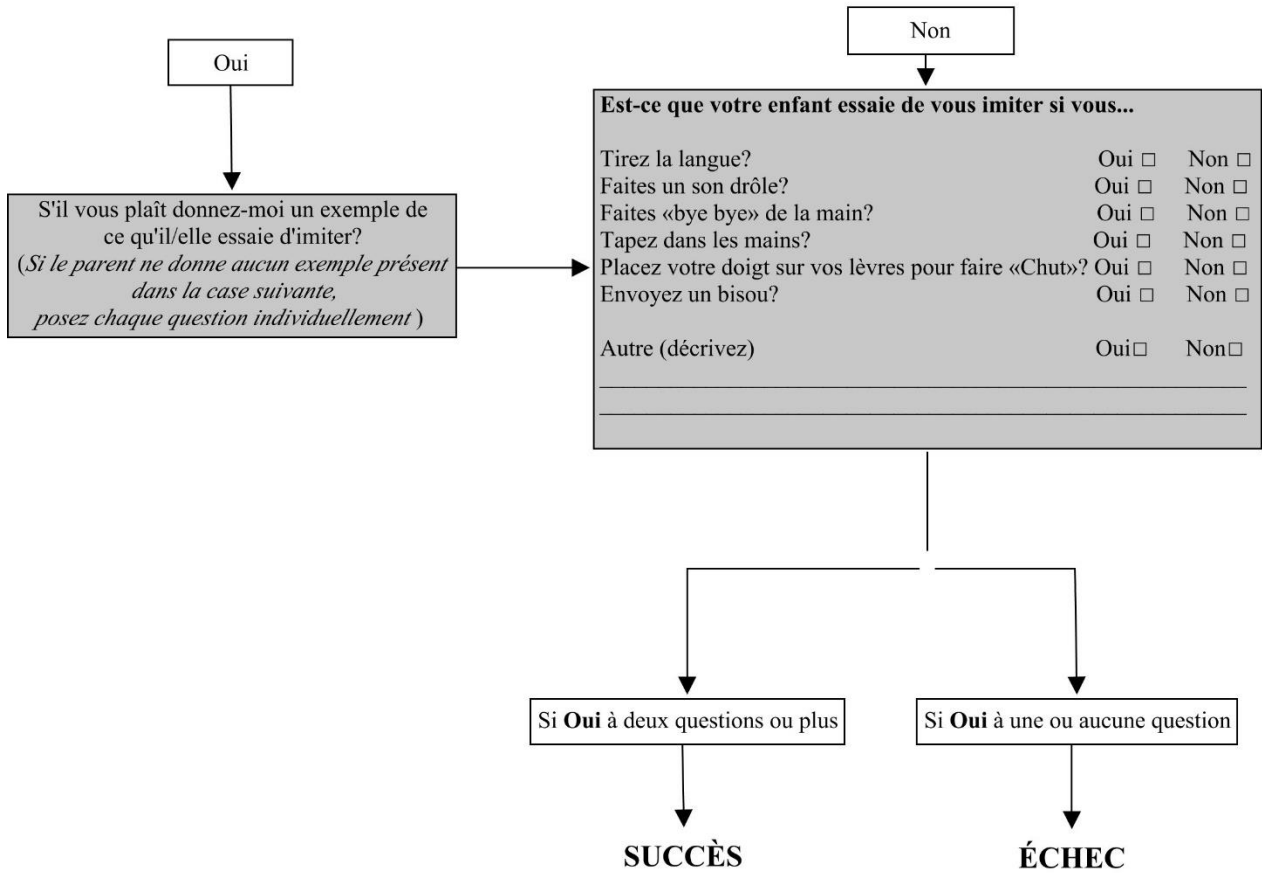 Oui
Non
S'il vous plaît donnez-moi un exemple de
ce qu'il/elle essaie d'imiter?
(Si le parent ne donne aucun exemple présent
dans la case suivante,
posez chaque question individuellement )
Est-ce que votre enfant essaie de vous imiter si vous...
Tirez la langue? Oui □ Non □
Faites un son drôle? Oui □ Non □
Faites «bye bye» de la main? Oui □ Non □
Tapez dans les mains? Oui □ Non □
Placez votre doigt sur vos lèvres pour faire «Chut»? Oui □ Non □
Envoyez un bisou? Oui □ Non □
Autre (décrivez) Oui□ Non□
Si Oui à deux questions ou plus
Si Oui à une ou aucune question
SUCCÈS
ÉCHEC